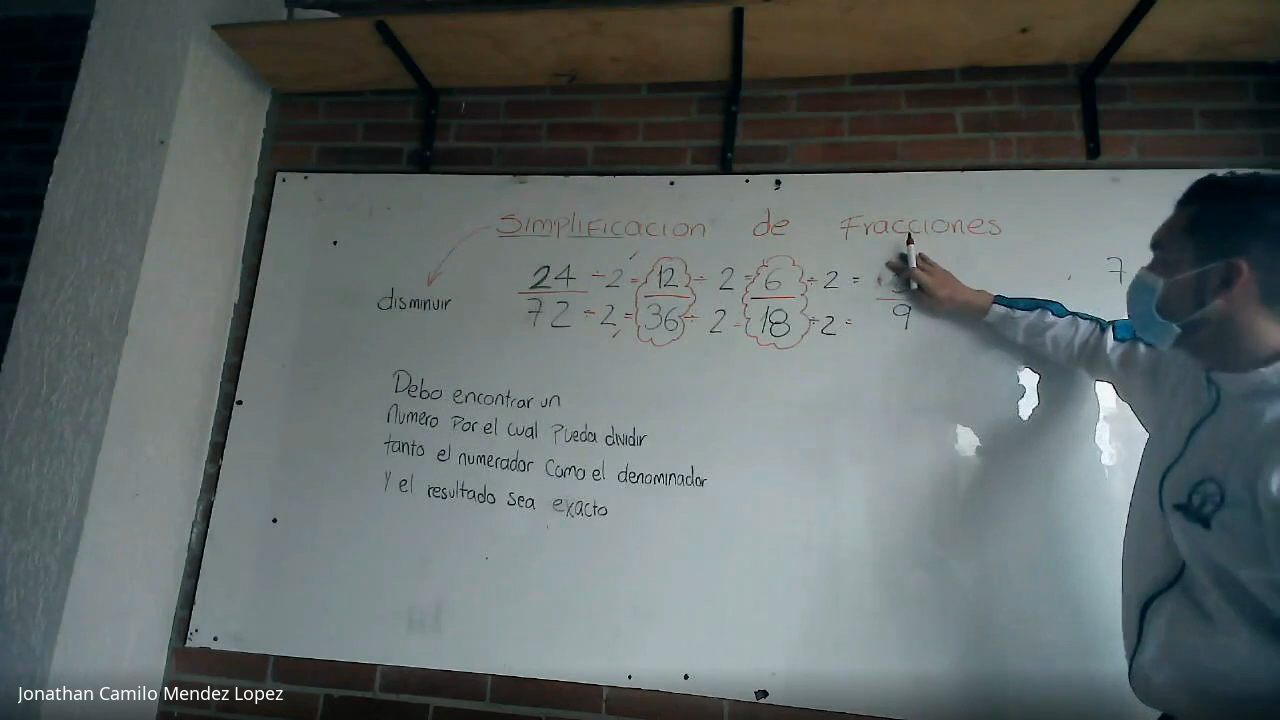 Simplificacion de Fracciones
24 ÷ 2 = 12 ÷ 2 = 6 ÷ 2 =
72 ÷ 2 = 36 ÷ 2 = 18 ÷ 2 = 9
7
disminuir
Debo encontrar un
Numero Por el cual Pueda dividir
tanto el numerador Como el denominador
Y el resultado sea exacto
Jonathan Camilo Mendez Lopez